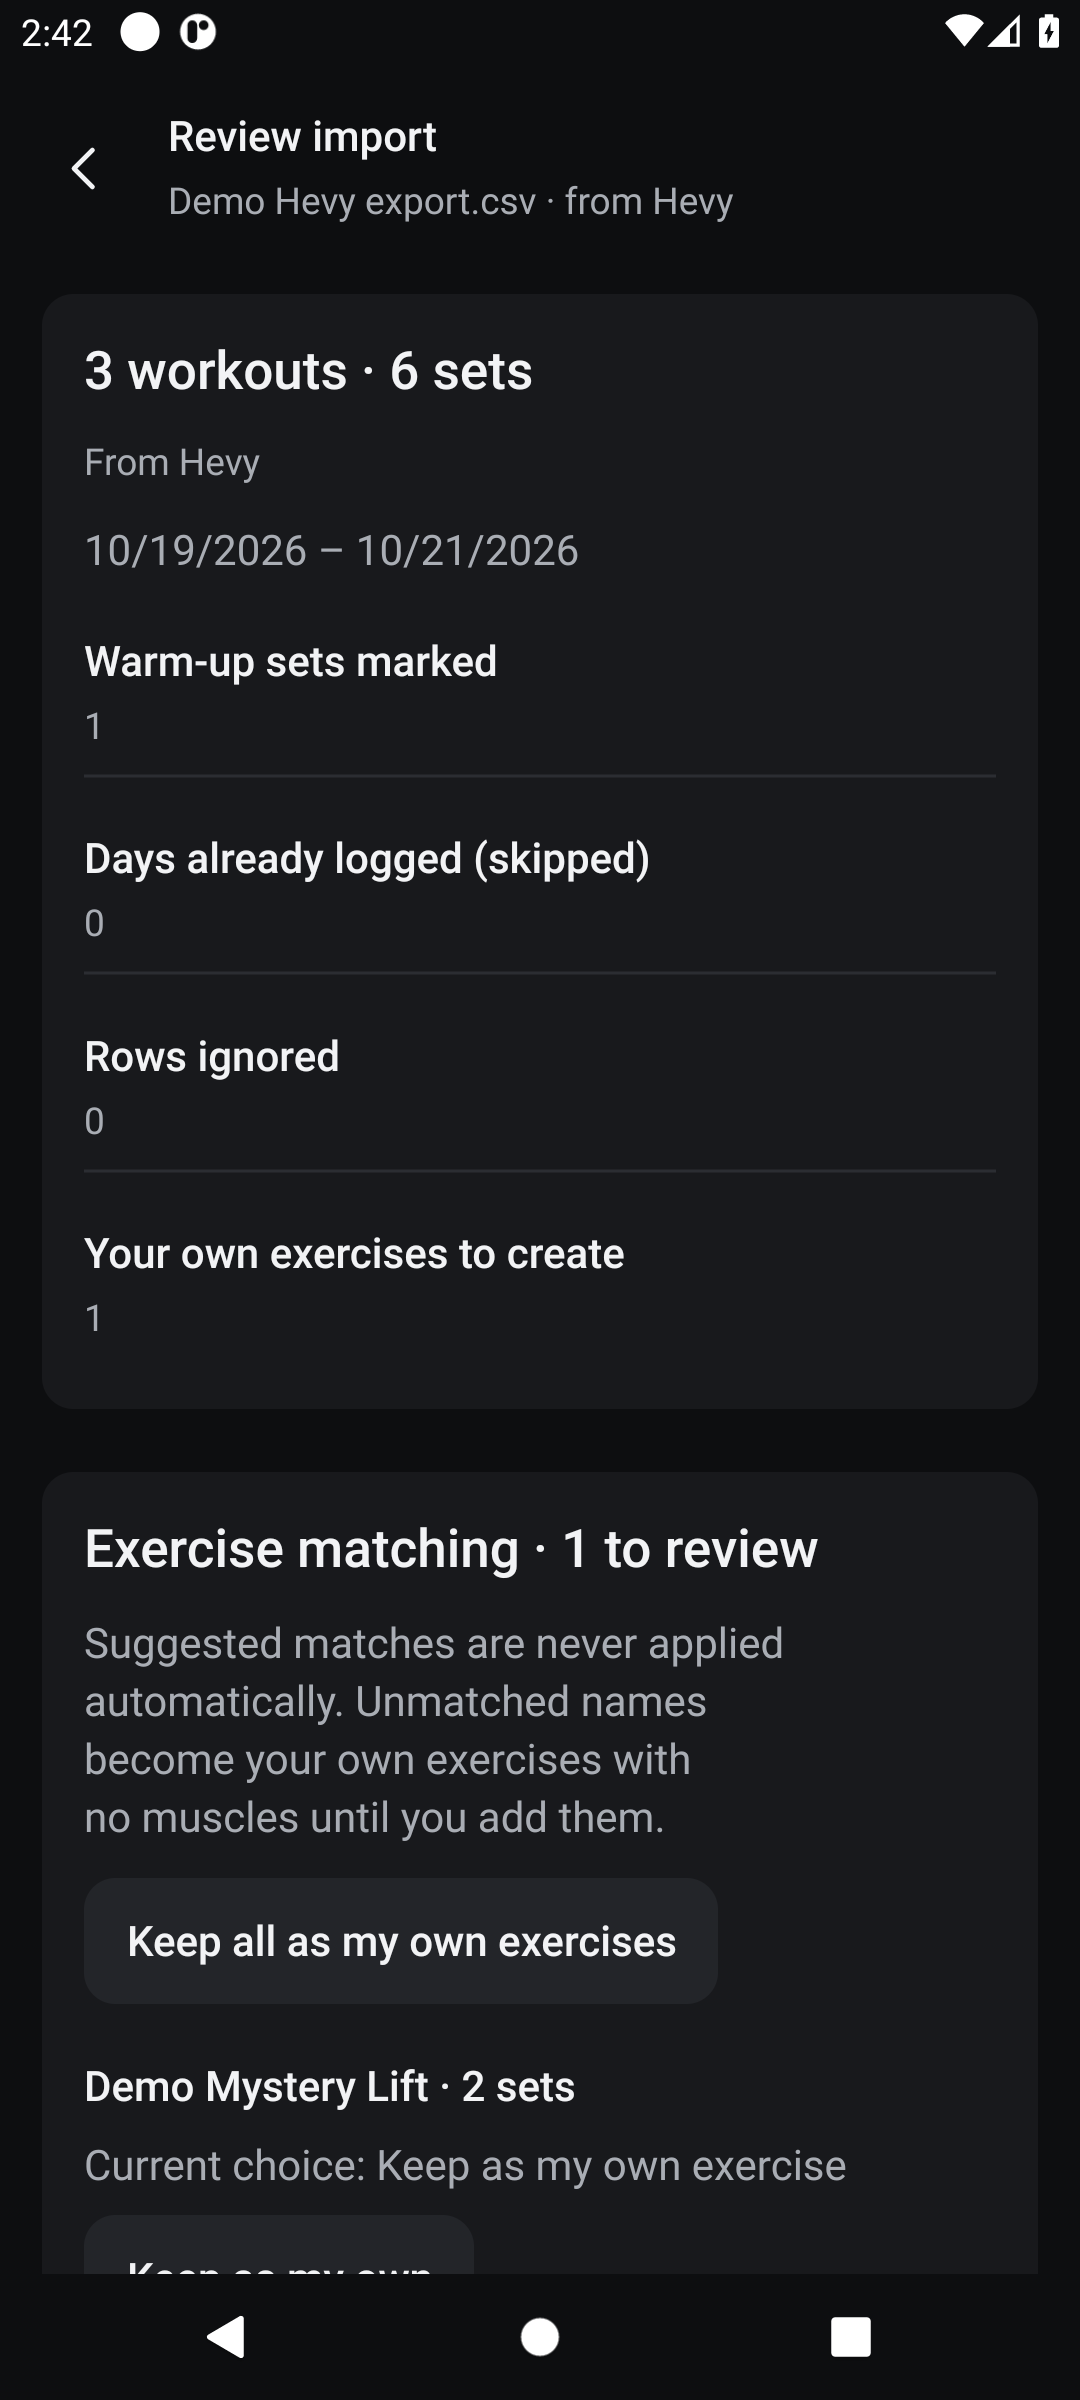 2:42
Review import
Demo Hevy export.csv · from Hevy
3 workouts · 6 sets
From Hevy
10/19/2026 – 10/21/2026
Warm-up sets marked
1
Days already logged (skipped)
0
Rows ignored
0
Your own exercises to create
1
Exercise matching · 1 to review
Suggested matches are never applied
automatically. Unmatched names
become your own exercises with
no muscles until you add them.
Keep all as my own exercises
Demo Mystery Lift · 2 sets
Current choice: Keep as my own exercise
Keep as my own